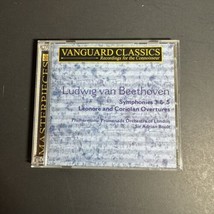 VANGUARD CLASSICS
Recordings for the Connoisseur
Ludwig van Beethoven
Symphonies 3 & 5
Leonora and Coriolan Overtures
Philharmonic Promenade Orchestra of London
Sir Adrian Boult
MASTERPIECES